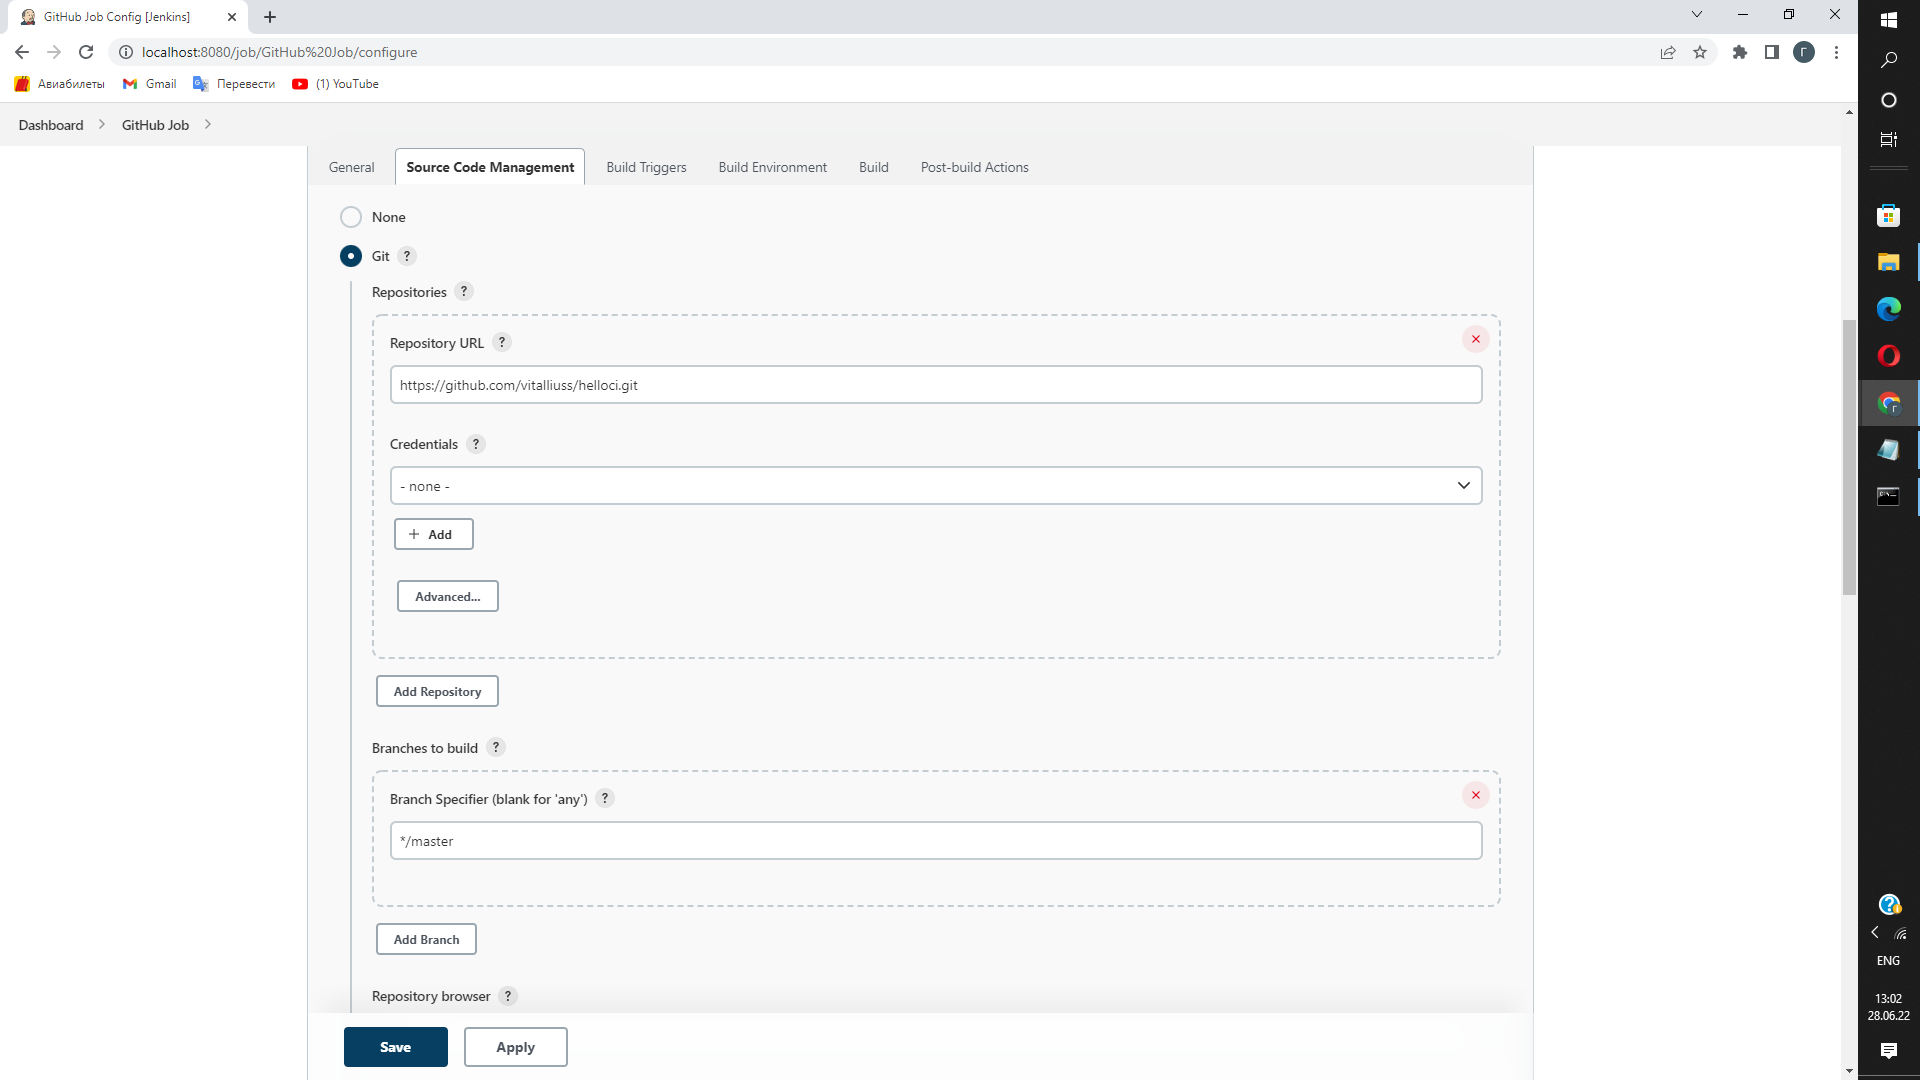 GitHub Job Config [Jenkins]
localhost:8080/job/GitHub%20Job/configure
Г
Авиабилеты
Gmail
Перевести
(1) YouTube
Dashboard
GitHub Job
General
Source Code Management
Build Triggers
Build Environment
Build
Post-build Actions
None
Git ?
Repositories ?
Repository URL ?
https://github.com/vitalliuss/helloci.git
Credentials ?
- none -
+ Add
Advanced...
Add Repository
Branches to build ?
Branch Specifier (blank for 'any') ?
*/master
Add Branch
Repository browser ?
Save
Apply
ENG
13:02
28.06.22